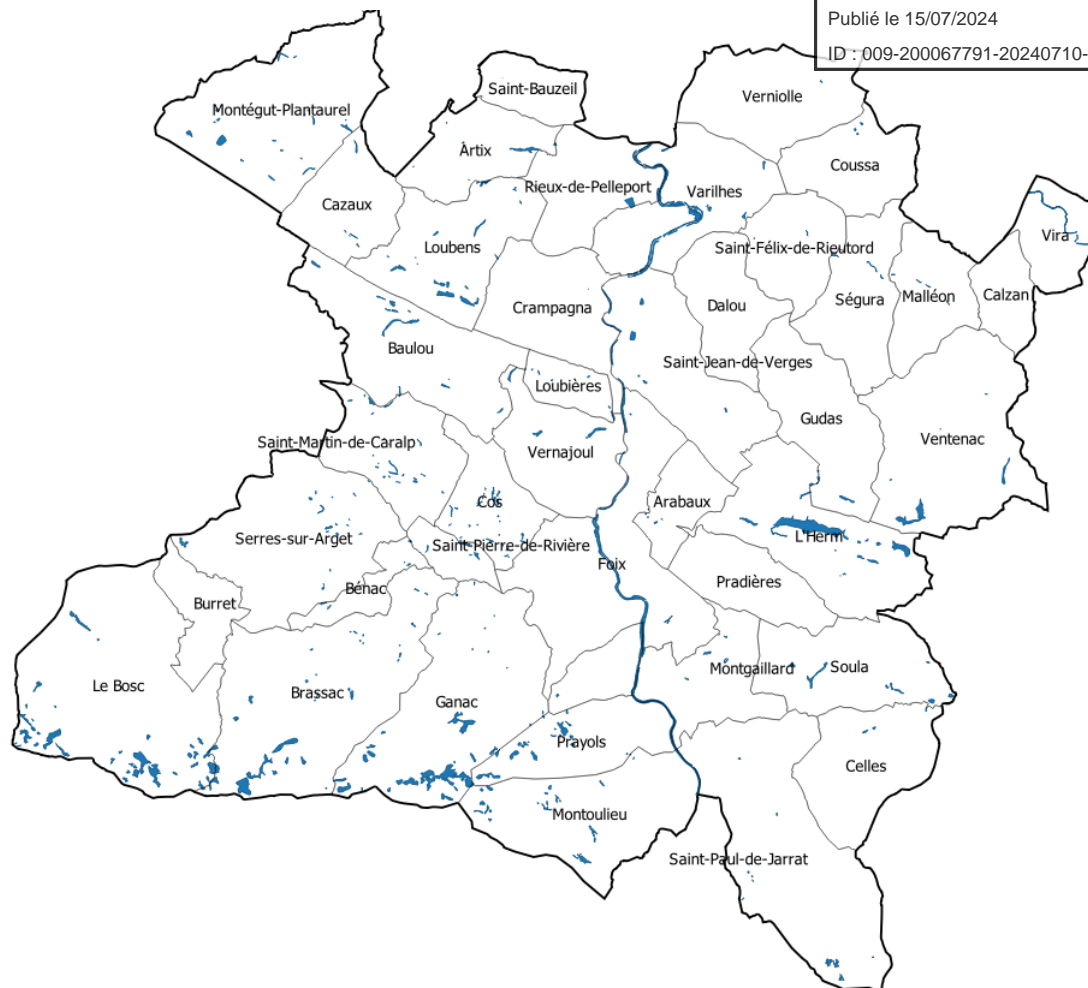 Publié le 15/07/2024
ID : 009-200067791-20240710-
Saint-Bauzeil
Verniolle
Montégut-Plantaurel
Artix
Coussa
Rieux-de-Pelleport
Varilhes
Cazaux
Vira
Loubens
Saint-Félix-de-Rieutord
Ségura
Malléon
Calzan
Crampagna
Dalou
Baulou
Saint-Jean-de-Verges
Loubières
Gudas
Saint-Martin-de-Caralp
Ventenac
Vernajoul
Cos
Arabaux
Serres-sur-Arget
L'Herm
Saint-Pierre-de-Rivière
Foix
Pradières
Bénac
Burret
Montgaillard
Soula
Le Bosc
Brassac
Ganac
Prayols
Celles
Montoulieu
Saint-Paul-de-Jarrat